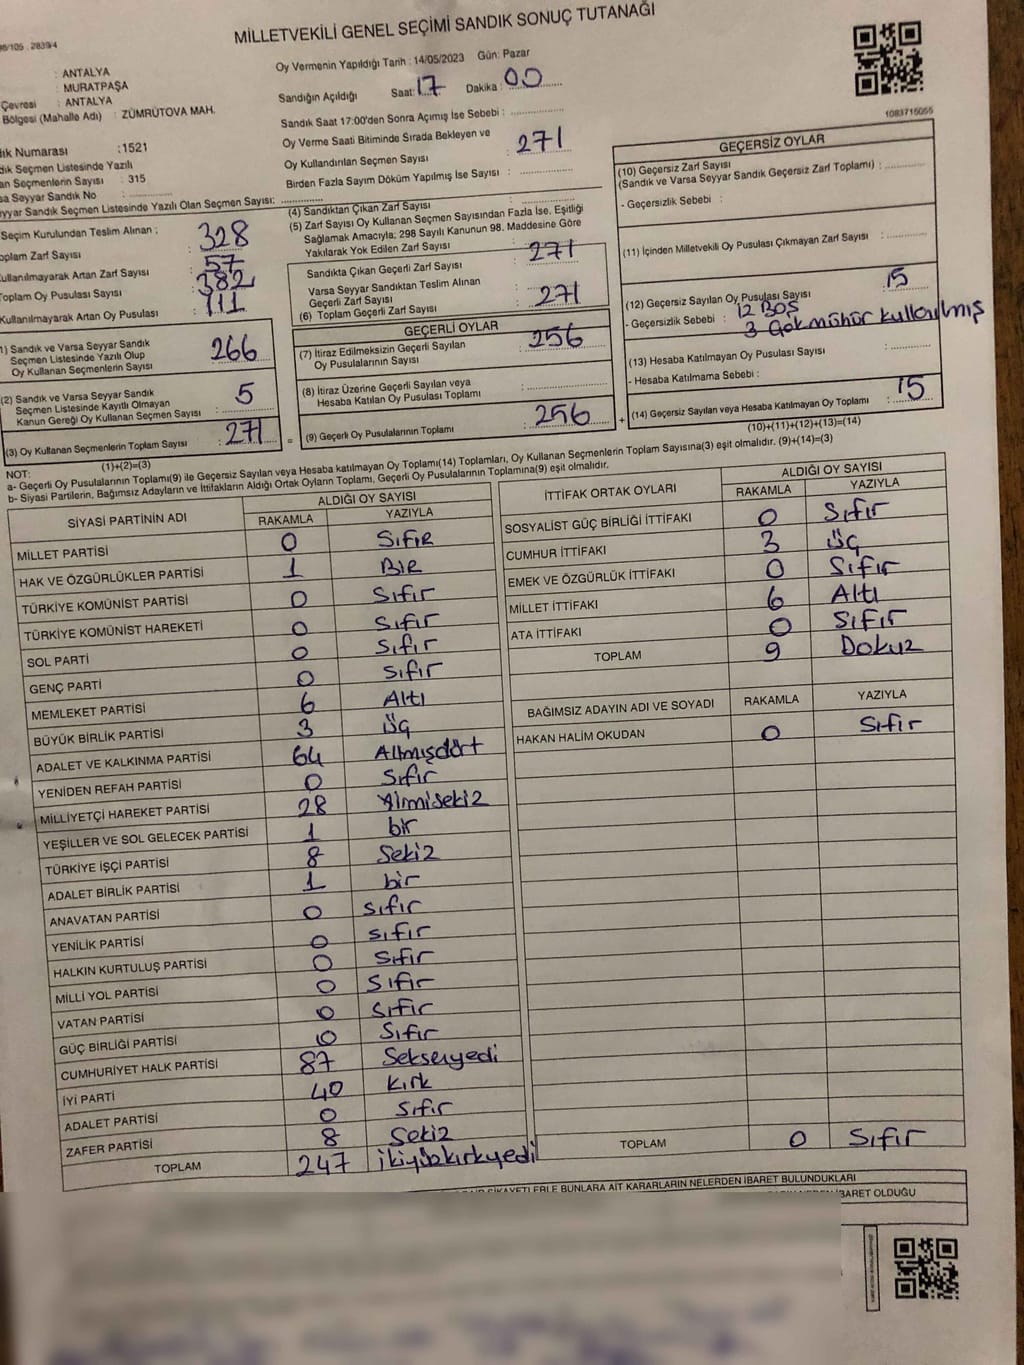 98/105 . 2839/4
MİLLETVEKİLİ GENEL SEÇİMİ SANDIK SONUÇ TUTANAĞI
: ANTALYA
: MURATPAŞA
Çevresi : ANTALYA
Bölgesi (Mahalle Adı) : ZÜMRÜTOVA MAH.
Oy Vermenin Yapıldığı Tarih : 14/05/2023 Gün: Pazar
Sandığın Açıldığı Saat: 17 Dakika : 00
Sandık Saat 17:00'den Sonra Açımış İse Sebebi :
Oy Verme Saati Bitiminde Sırada Bekleyen ve
Oy Kullandırılan Seçmen Sayısı : 271
Birden Fazla Sayım Döküm Yapılmış İse Sayısı :
1083715055
ık Numarası : 1521
ık Seçmen Listesinde Yazılı
an Seçmenlerin Sayısı : 315
sa Seyyar Sandık No :
yyar Sandık Seçmen Listesinde Yazılı Olan Seçmen Sayısı:
Seçim Kurulundan Teslim Alınan :
oplam Zarf Sayısı : 328
ullanılmayarak Artan Zarf Sayısı : 57
oplam Oy Pusulası Sayısı : 382
Kullanılmayarak Artan Oy Pusulası : 111
1) Sandık ve Varsa Seyyar Sandık
Seçmen Listesinde Yazılı Olup
Oy Kullanan Seçmenlerin Sayısı : 266
(2) Sandık ve Varsa Seyyar Sandık
Seçmen Listesinde Kayıtlı Olmayan
Kanun Gereği Oy Kullanan Seçmen Sayısı : 5
(3) Oy Kullanan Seçmenlerin Toplam Sayısı : 271
(1)+(2)=(3)
(4) Sandıktan Çıkan Zarf Sayısı :
(5) Zarf Sayısı Oy Kullanan Seçmen Sayısından Fazla İse, Eşitliği
Sağlamak Amacıyla; 298 Sayılı Kanunun 98. Maddesine Göre
Yakılarak Yok Edilen Zarf Sayısı :
Sandıkta Çıkan Geçerli Zarf Sayısı : 271
Varsa Seyyar Sandıktan Teslim Alınan
Geçerli Zarf Sayısı :
(6) Toplam Geçerli Zarf Sayısı : 271
GEÇERLİ OYLAR
(7) İtiraz Edilmeksizin Geçerli Sayılan
Oy Pusulalarının Sayısı : 256
(8) İtiraz Üzerine Geçerli Sayılan veya
Hesaba Katılan Oy Pusulası Toplamı :
= (9) Geçerli Oy Pusulalarının Toplamı : 256
GEÇERSİZ OYLAR
(10) Geçersiz Zarf Sayısı
(Sandık ve Varsa Seyyar Sandık Geçersiz Zarf Toplamı) :
- Geçersizlik Sebebi :
(11) İçinden Milletvekili Oy Pusulası Çıkmayan Zarf Sayısı :
(12) Geçersiz Sayılan Oy Pusulası Sayısı : 15
- Geçersizlik Sebebi : 12 BOŞ
3 Çok mühür kullanılmış
(13) Hesaba Katılmayan Oy Pusulası Sayısı :
- Hesaba Katılmama Sebebi :
+ (14) Geçersiz Sayılan veya Hesaba Katılmayan Oy Toplamı : 15
(10)+(11)+(12)+(13)=(14)
NOT:
a- Geçerli Oy Pusulalarının Toplamı(9) ile Geçersiz Sayılan veya Hesaba katılmayan Oy Toplamı(14) Toplamları, Oy Kullanan Seçmenlerin Toplam Sayısına(3) eşit olmalıdır. (9)+(14)=(3)
b- Siyasi Partilerin, Bağımsız Adayların ve İttifakların Aldığı Ortak Oyların Toplamı, Geçerli Oy Pusulalarının Toplamına(9) eşit olmalıdır.
SİYASİ PARTİNİN ADI ALDIĞI OY SAYISI
RAKAMLA YAZIYLA
MİLLET PARTİSİ 0 Sıfır
HAK VE ÖZGÜRLÜKLER PARTİSİ 1 Bir
TÜRKİYE KOMÜNİST PARTİSİ 0 Sıfır
TÜRKİYE KOMÜNİST HAREKETİ 0 Sıfır
SOL PARTİ 0 Sıfır
GENÇ PARTİ 0 Sıfır
MEMLEKET PARTİSİ 6 Altı
BÜYÜK BİRLİK PARTİSİ 3 Üç
ADALET VE KALKINMA PARTİSİ 64 Altmışdört
YENİDEN REFAH PARTİSİ 0 Sıfır
MİLLİYETÇİ HAREKET PARTİSİ 28 Yirmisekiz
YEŞİLLER VE SOL GELECEK PARTİSİ 1 bir
TÜRKİYE İŞÇİ PARTİSİ 8 Sekiz
ADALET BİRLİK PARTİSİ 1 bir
ANAVATAN PARTİSİ 0 Sıfır
YENİLİK PARTİSİ 0 Sıfır
HALKIN KURTULUŞ PARTİSİ 0 Sıfır
MİLLİ YOL PARTİSİ 0 Sıfır
VATAN PARTİSİ 0 Sıfır
GÜÇ BİRLİĞİ PARTİSİ 0 Sıfır
CUMHURİYET HALK PARTİSİ 87 Seksenyedi
İYİ PARTİ 40 Kırk
ADALET PARTİSİ 0 Sıfır
ZAFER PARTİSİ 8 Sekiz
TOPLAM 247 İkiyüzkırkyedi
İTTİFAK ORTAK OYLARI ALDIĞI OY SAYISI
RAKAMLA YAZIYLA
SOSYALİST GÜÇ BİRLİĞİ İTTİFAKI 0 Sıfır
CUMHUR İTTİFAKI 3 Üç
EMEK VE ÖZGÜRLÜK İTTİFAKI 0 Sıfır
MİLLET İTTİFAKI 6 Altı
ATA İTTİFAKI 0 Sıfır
TOPLAM 9 Dokuz
BAĞIMSIZ ADAYIN ADI VE SOYADI RAKAMLA YAZIYLA
HAKAN HALİM OKUDAN 0 Sıfır
TOPLAM 0 Sıfır
ŞİKAYETLERLE BUNLARA AİT KARARLARIN NELERDEN İBARET BULUNDUKLARI
İBARET OLDUĞU